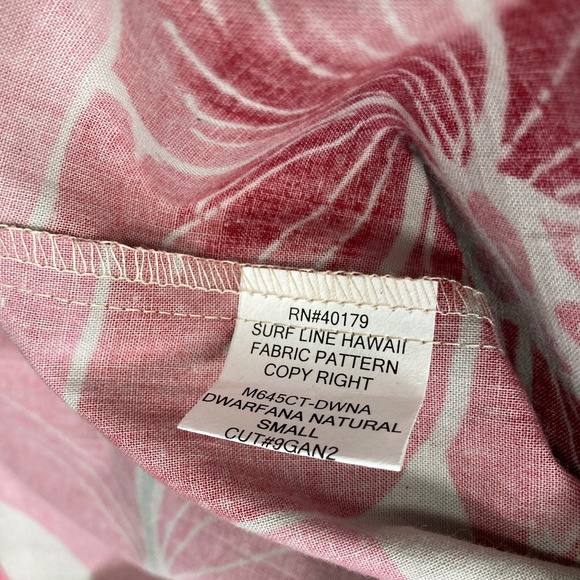 RN#40179
SURF LINE HAWAII
FABRIC PATTERN
COPY RIGHT
M645CT-DWNA
DWARFANA NATURAL
SMALL
CUT#9GAN2